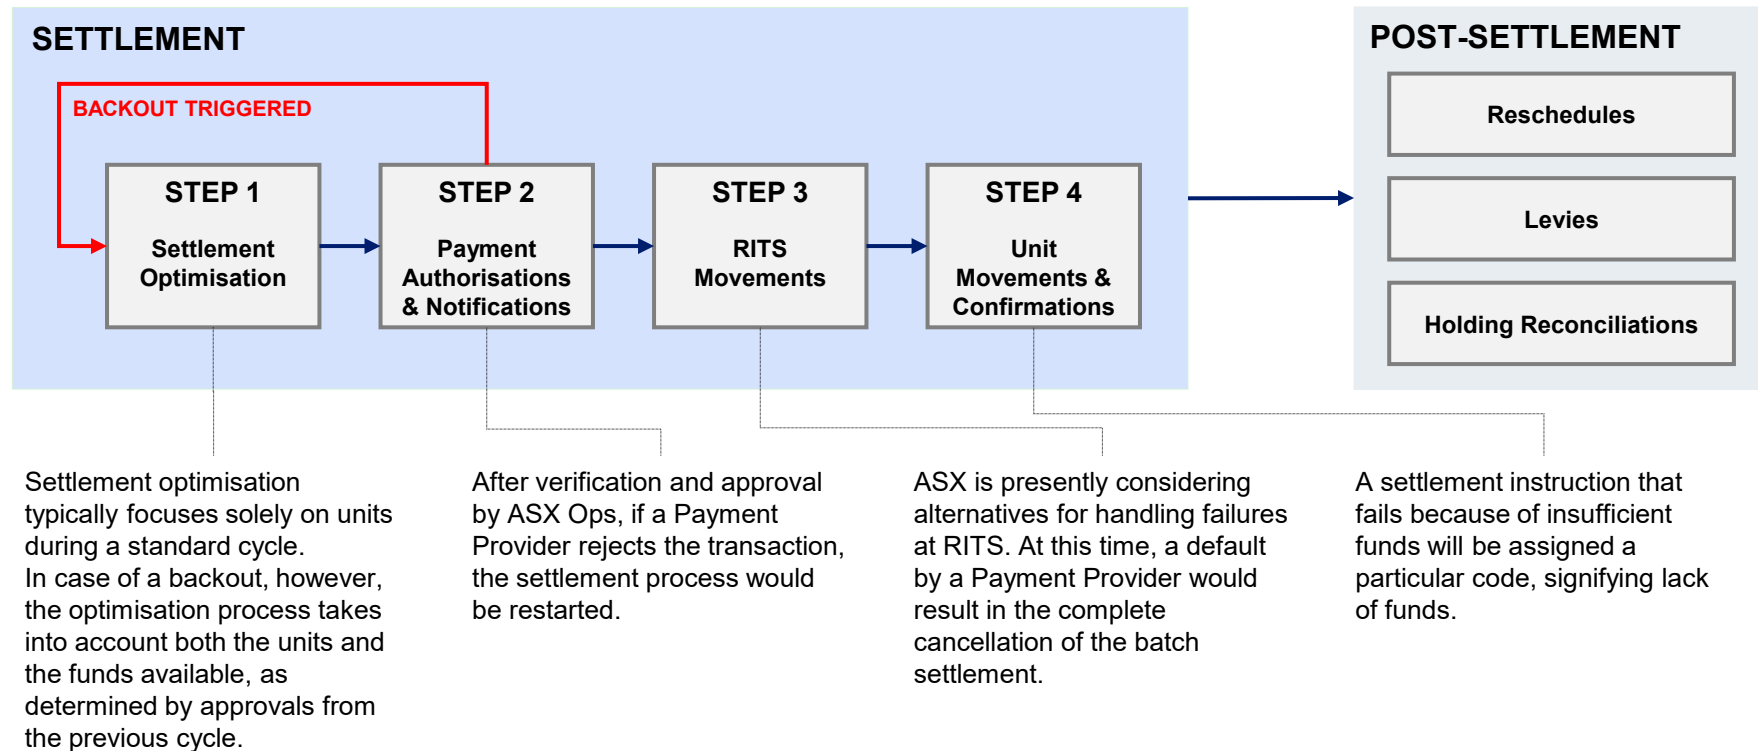 SETTLEMENT
BACKOUT TRIGGERED
STEP 1
Settlement
Optimisation
STEP 2
Payment
Authorisations
& Notifications
STEP 3
RITS
Movements
STEP 4
Unit
Movements &
Confirmations
POST-SETTLEMENT
Reschedules
Levies
Holding Reconciliations
Settlement optimisation
typically focuses solely on units
during a standard cycle.
In case of a backout, however,
the optimisation process takes
into account both the units and
the funds available, as
determined by approvals from
the previous cycle.
After verification and approval
by ASX Ops, if a Payment
Provider rejects the transaction,
the settlement process would
be restarted.
ASX is presently considering
alternatives for handling failures
at RITS. At this time, a default
by a Payment Provider would
result in the complete
cancellation of the batch
settlement.
A settlement instruction that
fails because of insufficient
funds will be assigned a
particular code, signifying lack
of funds.